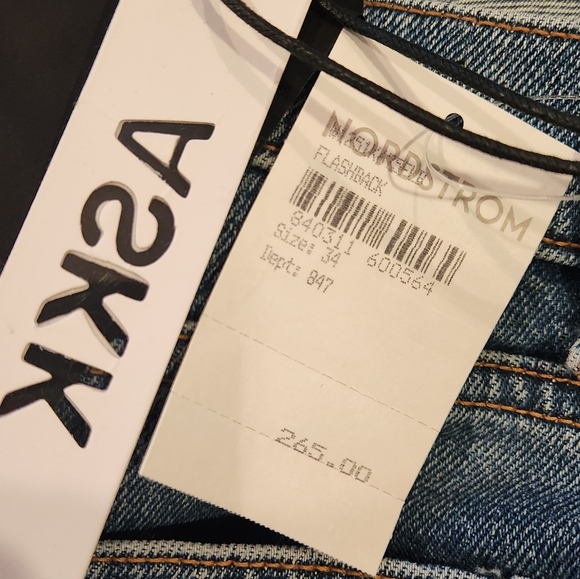 ASKK
NORDSTROM
FLASHBACK
840311 600564
Size: 34
Dept: 847
265.00